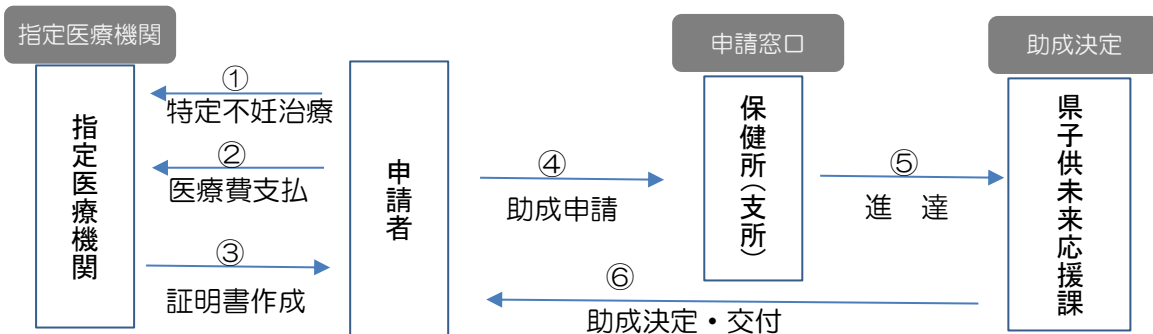 指定医療機関
申請窓口
助成決定
指定医療機関
①
特定不妊治療
②
医療費支払
③
証明書作成
申請者
④
助成申請
保健所(支所)
⑤
進　達
県子供未来応援課
⑥
助成決定・交付